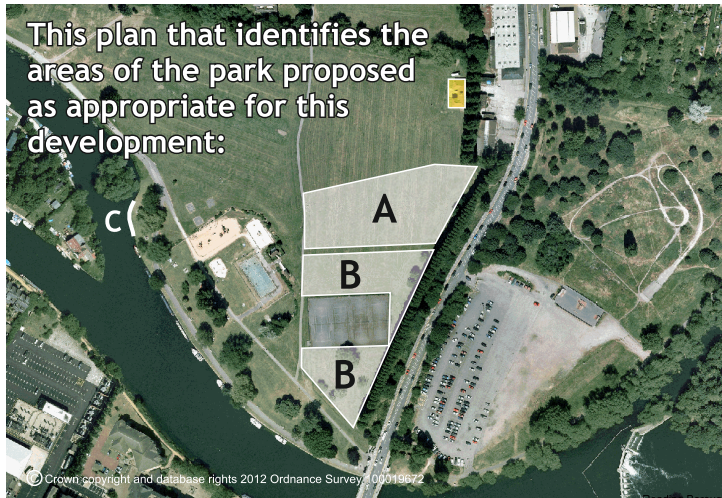 This plan that identifies the
areas of the park proposed
as appropriate for this
development:
A
C
B
B
© Crown copyright and database rights 2012 Ordnance Survey 100019672